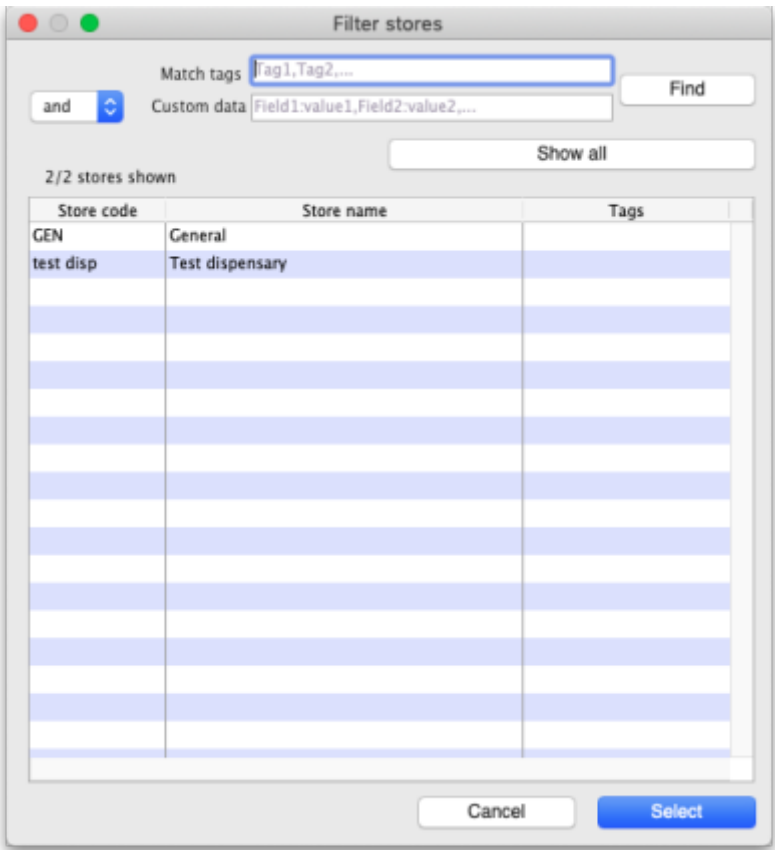 Filter stores
Match tags Tag1,Tag2,...
Find
and
Custom data Field1:value1,Field2:value2,...
Show all
2/2 stores shown
Store code Store name Tags
GEN General
test disp Test dispensary
Cancel Select